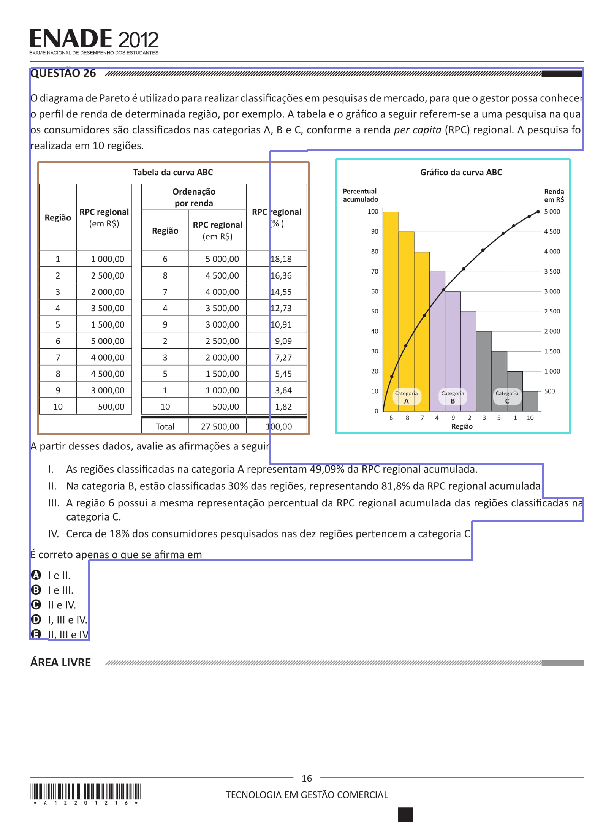 ENADE 2012
EXAME NACIONAL DE DESEMPENHO DOS ESTUDANTES
QUESTÃO 26
O diagrama de Pareto é utilizado para realizar classificações em pesquisas de mercado, para que o gestor possa conhecer
o perfil de renda de determinada região, por exemplo. A tabela e o gráfico a seguir referem-se a uma pesquisa na qua
os consumidores são classificados nas categorias A, B e C, conforme a renda per capita (RPC) regional. A pesquisa fo
realizada em 10 regiões.
Tabela da curva ABC
Região RPC regional (em R$) Ordenação por renda RPC regional (%)
Região RPC regional (em R$)
1 1 000,00 6 5 000,00 18,18
2 2 500,00 8 4 500,00 16,36
3 2 000,00 7 4 000,00 14,55
4 3 500,00 4 3 500,00 12,73
5 1 500,00 9 3 000,00 10,91
6 5 000,00 2 2 500,00 9,09
7 4 000,00 3 2 000,00 7,27
8 4 500,00 5 1 500,00 5,45
9 3 000,00 1 1 000,00 3,64
10 500,00 10 500,00 1,82
Total 27 500,00 100,00
Gráfico da curva ABC
Percentual acumulado Renda em R$
100 5 000
90 4 500
80 4 000
70 3 500
60 3 000
50 2 500
40 2 000
30 1 500
20 1 000
10 500
0
Categoria A Categoria B Categoria C
6 8 7 4 9 2 3 5 1 10
Região
A partir desses dados, avalie as afirmações a seguir
I. As regiões classificadas na categoria A representam 49,09% da RPC regional acumulada.
II. Na categoria B, estão classificadas 30% das regiões, representando 81,8% da RPC regional acumulada
III. A região 6 possui a mesma representação percentual da RPC regional acumulada das regiões classificadas na
categoria C.
IV. Cerca de 18% dos consumidores pesquisados nas dez regiões pertencem a categoria C
É correto apenas o que se afirma em
A I e II.
B I e III.
C II e IV.
D I, III e IV.
E II, III e IV
ÁREA LIVRE
16
TECNOLOGIA EM GESTÃO COMERCIAL
* A 1 2 2 0 1 2 1 6 *